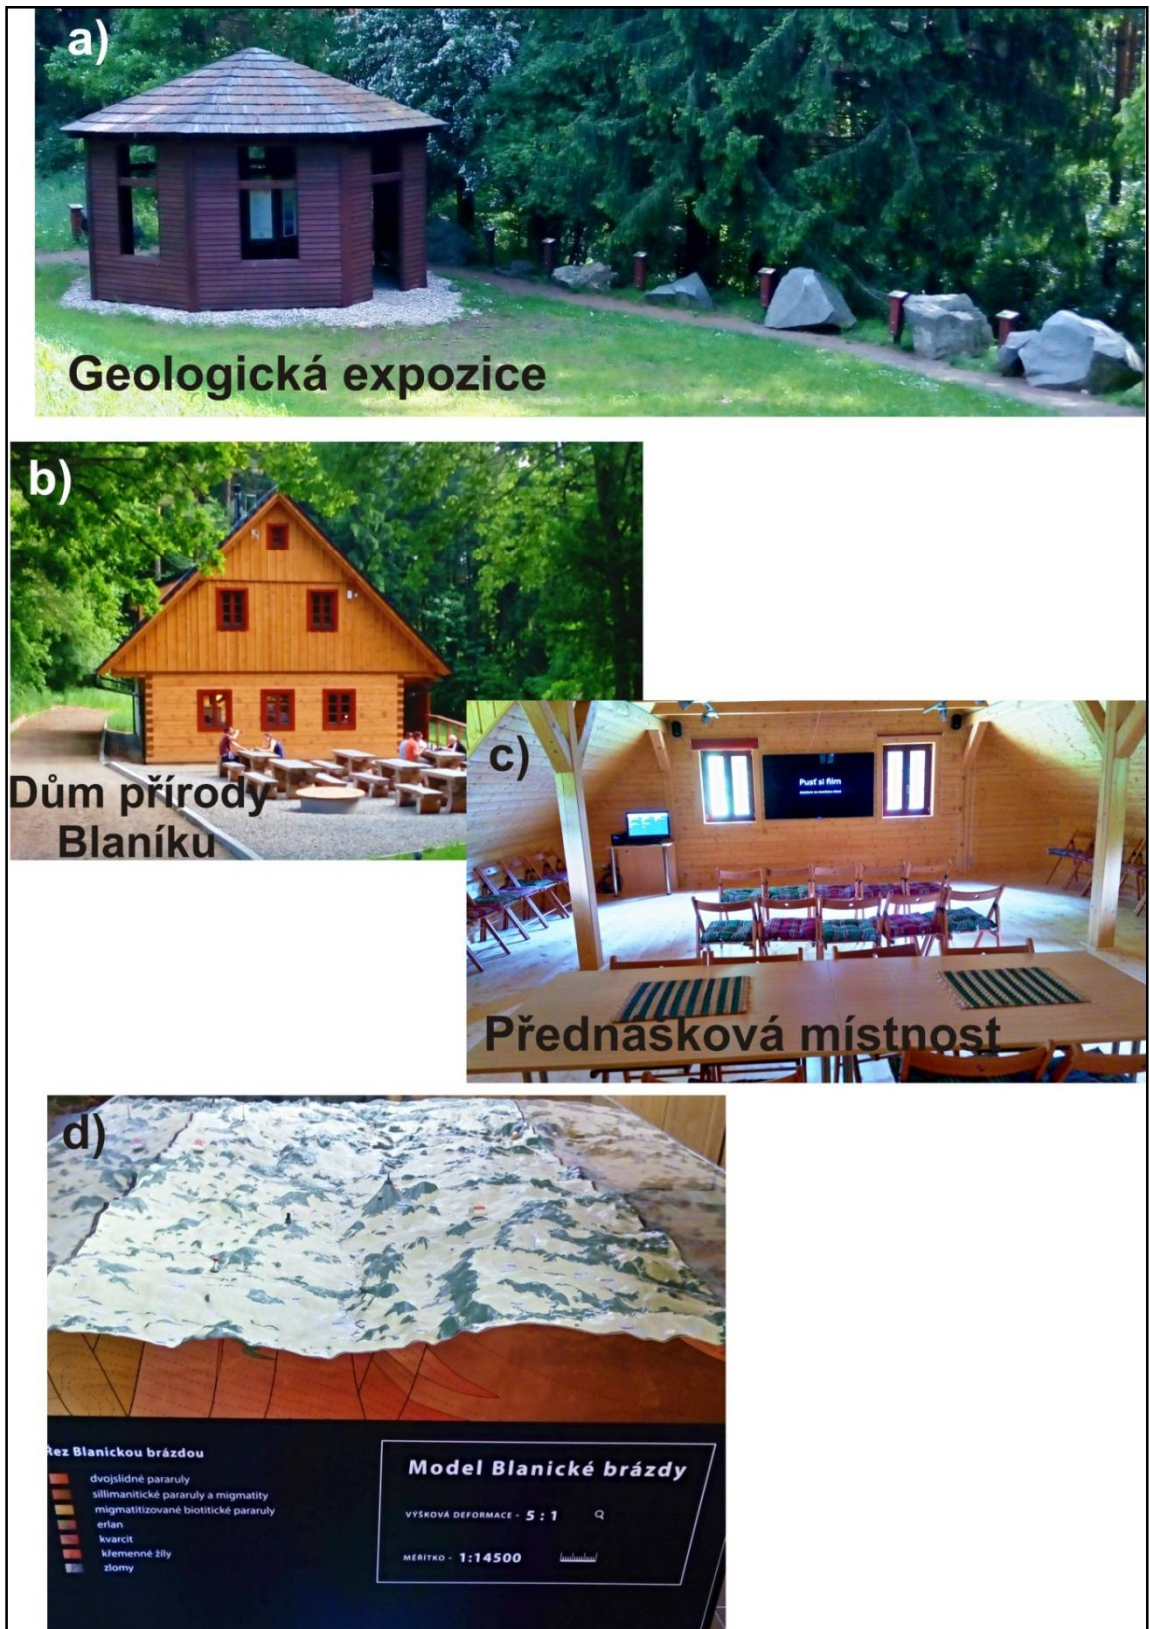 a)
Geologická expozice
b)
Dům přírody
Blaníku
c)
Pusť si film
Přednášková místnost
d)
Řez Blanickou brázdou
dvojslídné pararuly
sillimanitické pararuly a migmatity
migmatitizované biotitické pararuly
erlan
kvarcit
křemenné žíly
zlomy
Model Blanické brázdy
VÝŠKOVÁ DEFORMACE - 5 : 1
MĚŘÍTKO - 1:14500